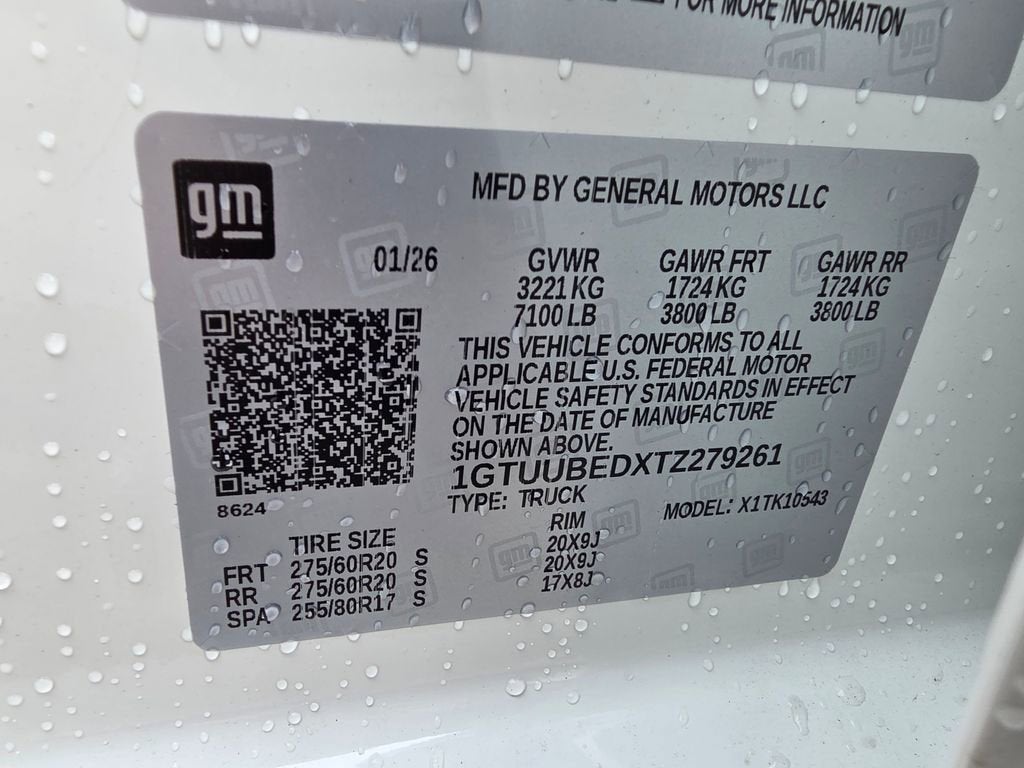 FOR MORE INFORMATION
gm
MFD BY GENERAL MOTORS LLC
01/26
GVWR GAWR FRT GAWR RR
3221 KG 1724 KG 1724 KG
7100 LB 3800 LB 3800 LB
THIS VEHICLE CONFORMS TO ALL
APPLICABLE U.S. FEDERAL MOTOR
VEHICLE SAFETY STANDARDS IN EFFECT
ON THE DATE OF MANUFACTURE
SHOWN ABOVE.
1GTUUBEDXTZ279261
TYPE: TRUCK MODEL: X1TK10543
8624
TIRE SIZE RIM
FRT 275/60R20 S 20X9J
RR 275/60R20 S 20X9J
SPA 255/80R17 S 17X8J